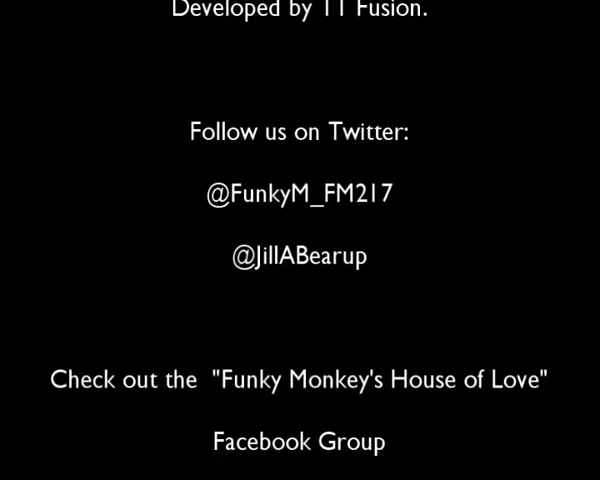 Developed by TT Fusion.
Follow us on Twitter:
@FunkyM_FM217
@JillABearup
Check out the "Funky Monkey's House of Love"
Facebook Group